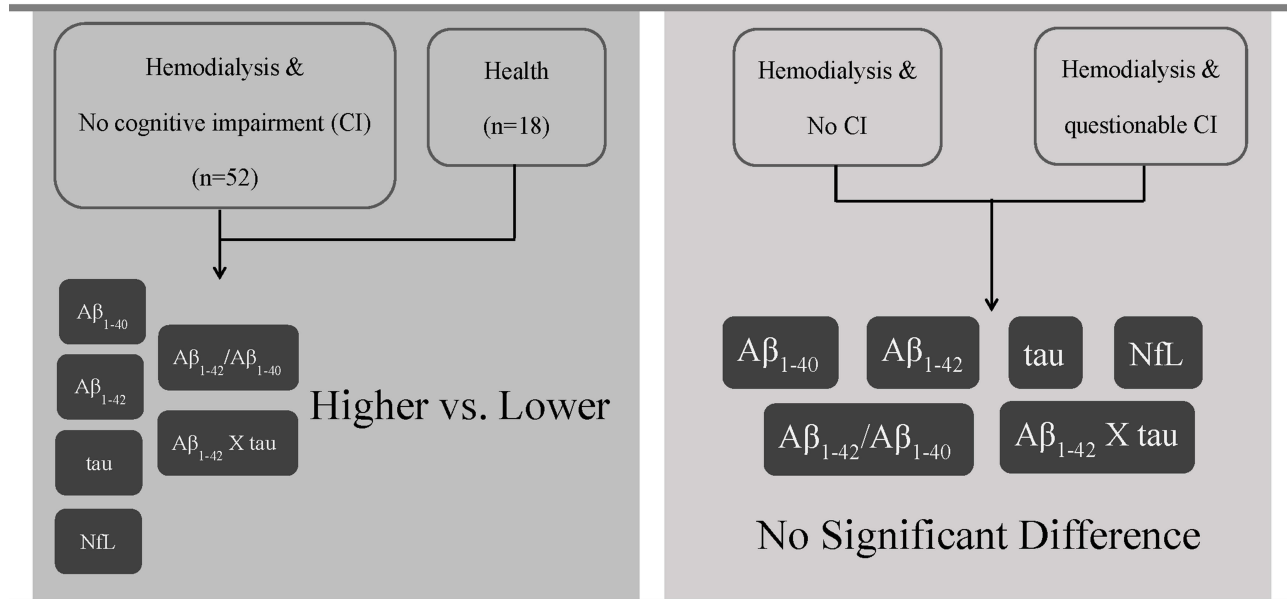 Hemodialysis &
No cognitive impairment (CI)
(n=52)
Health
(n=18)
Aβ1-40
Aβ1-42
tau
NfL
Aβ1-42/Aβ1-40
Aβ1-42 X tau
Higher vs. Lower
Hemodialysis &
No CI
Hemodialysis &
questionable CI
Aβ1-40
Aβ1-42
tau
NfL
Aβ1-42/Aβ1-40
Aβ1-42 X tau
No Significant Difference